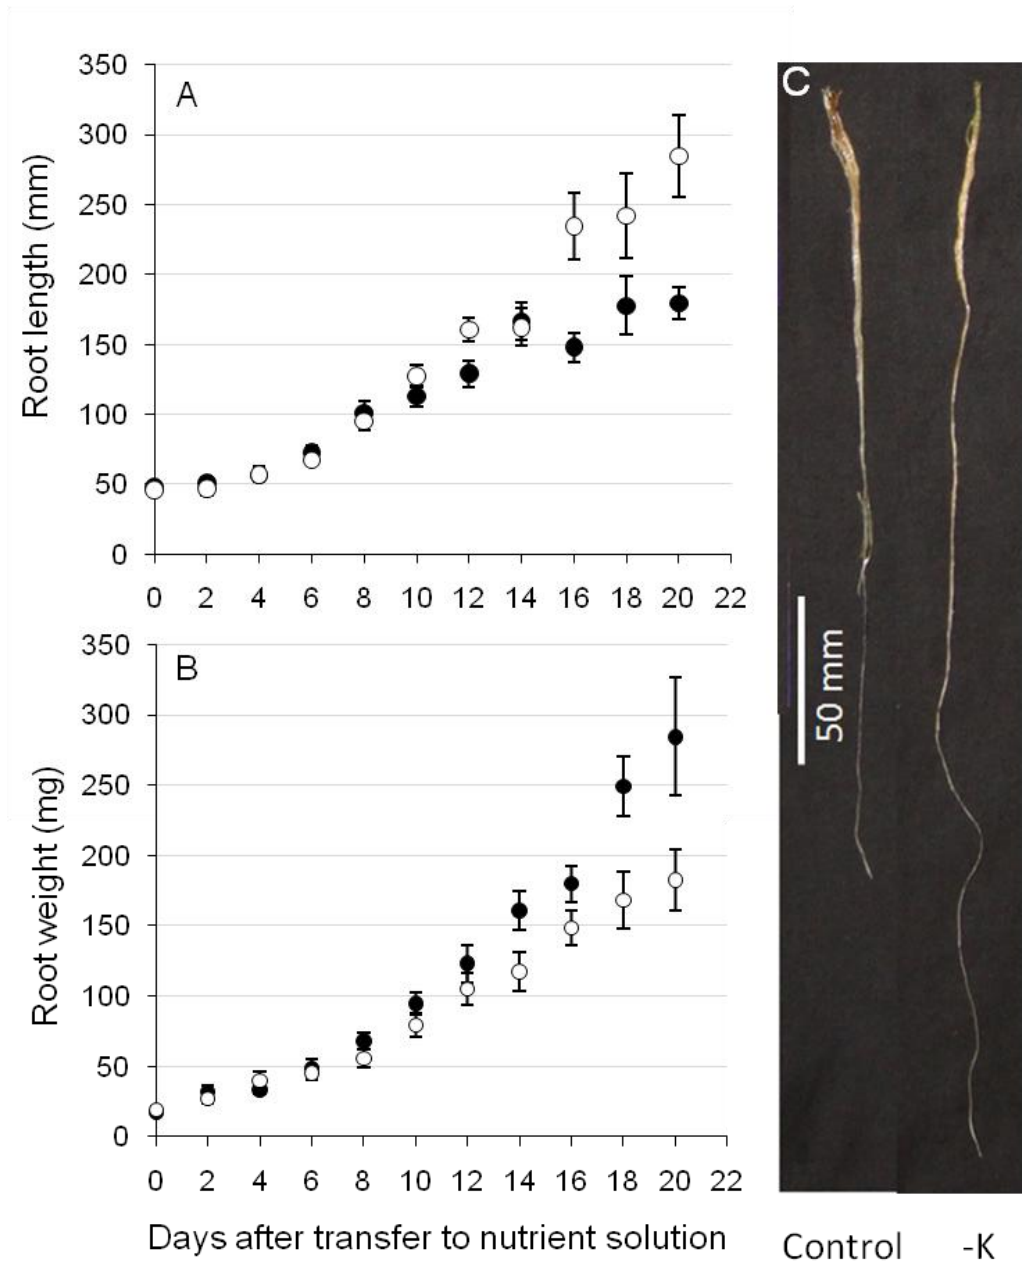 350
300
250
200
150
100
50
0
A
Root length (mm)
0 2 4 6 8 10 12 14 16 18 20 22
350
300
250
200
150
100
50
0
B
Root weight (mg)
0 2 4 6 8 10 12 14 16 18 20 22
Days after transfer to nutrient solution
C
50 mm
Control -K